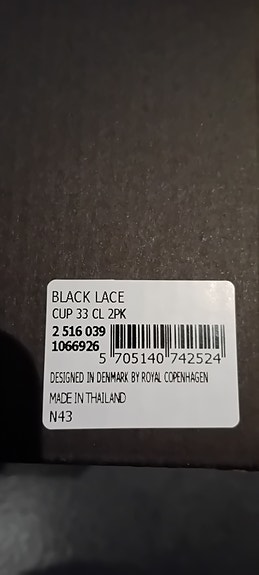 BLACK LACE
CUP 33 CL 2PK
2 516 039
1066926
5 705140 742524
DESIGNED IN DENMARK BY ROYAL COPENHAGEN
MADE IN THAILAND
N43